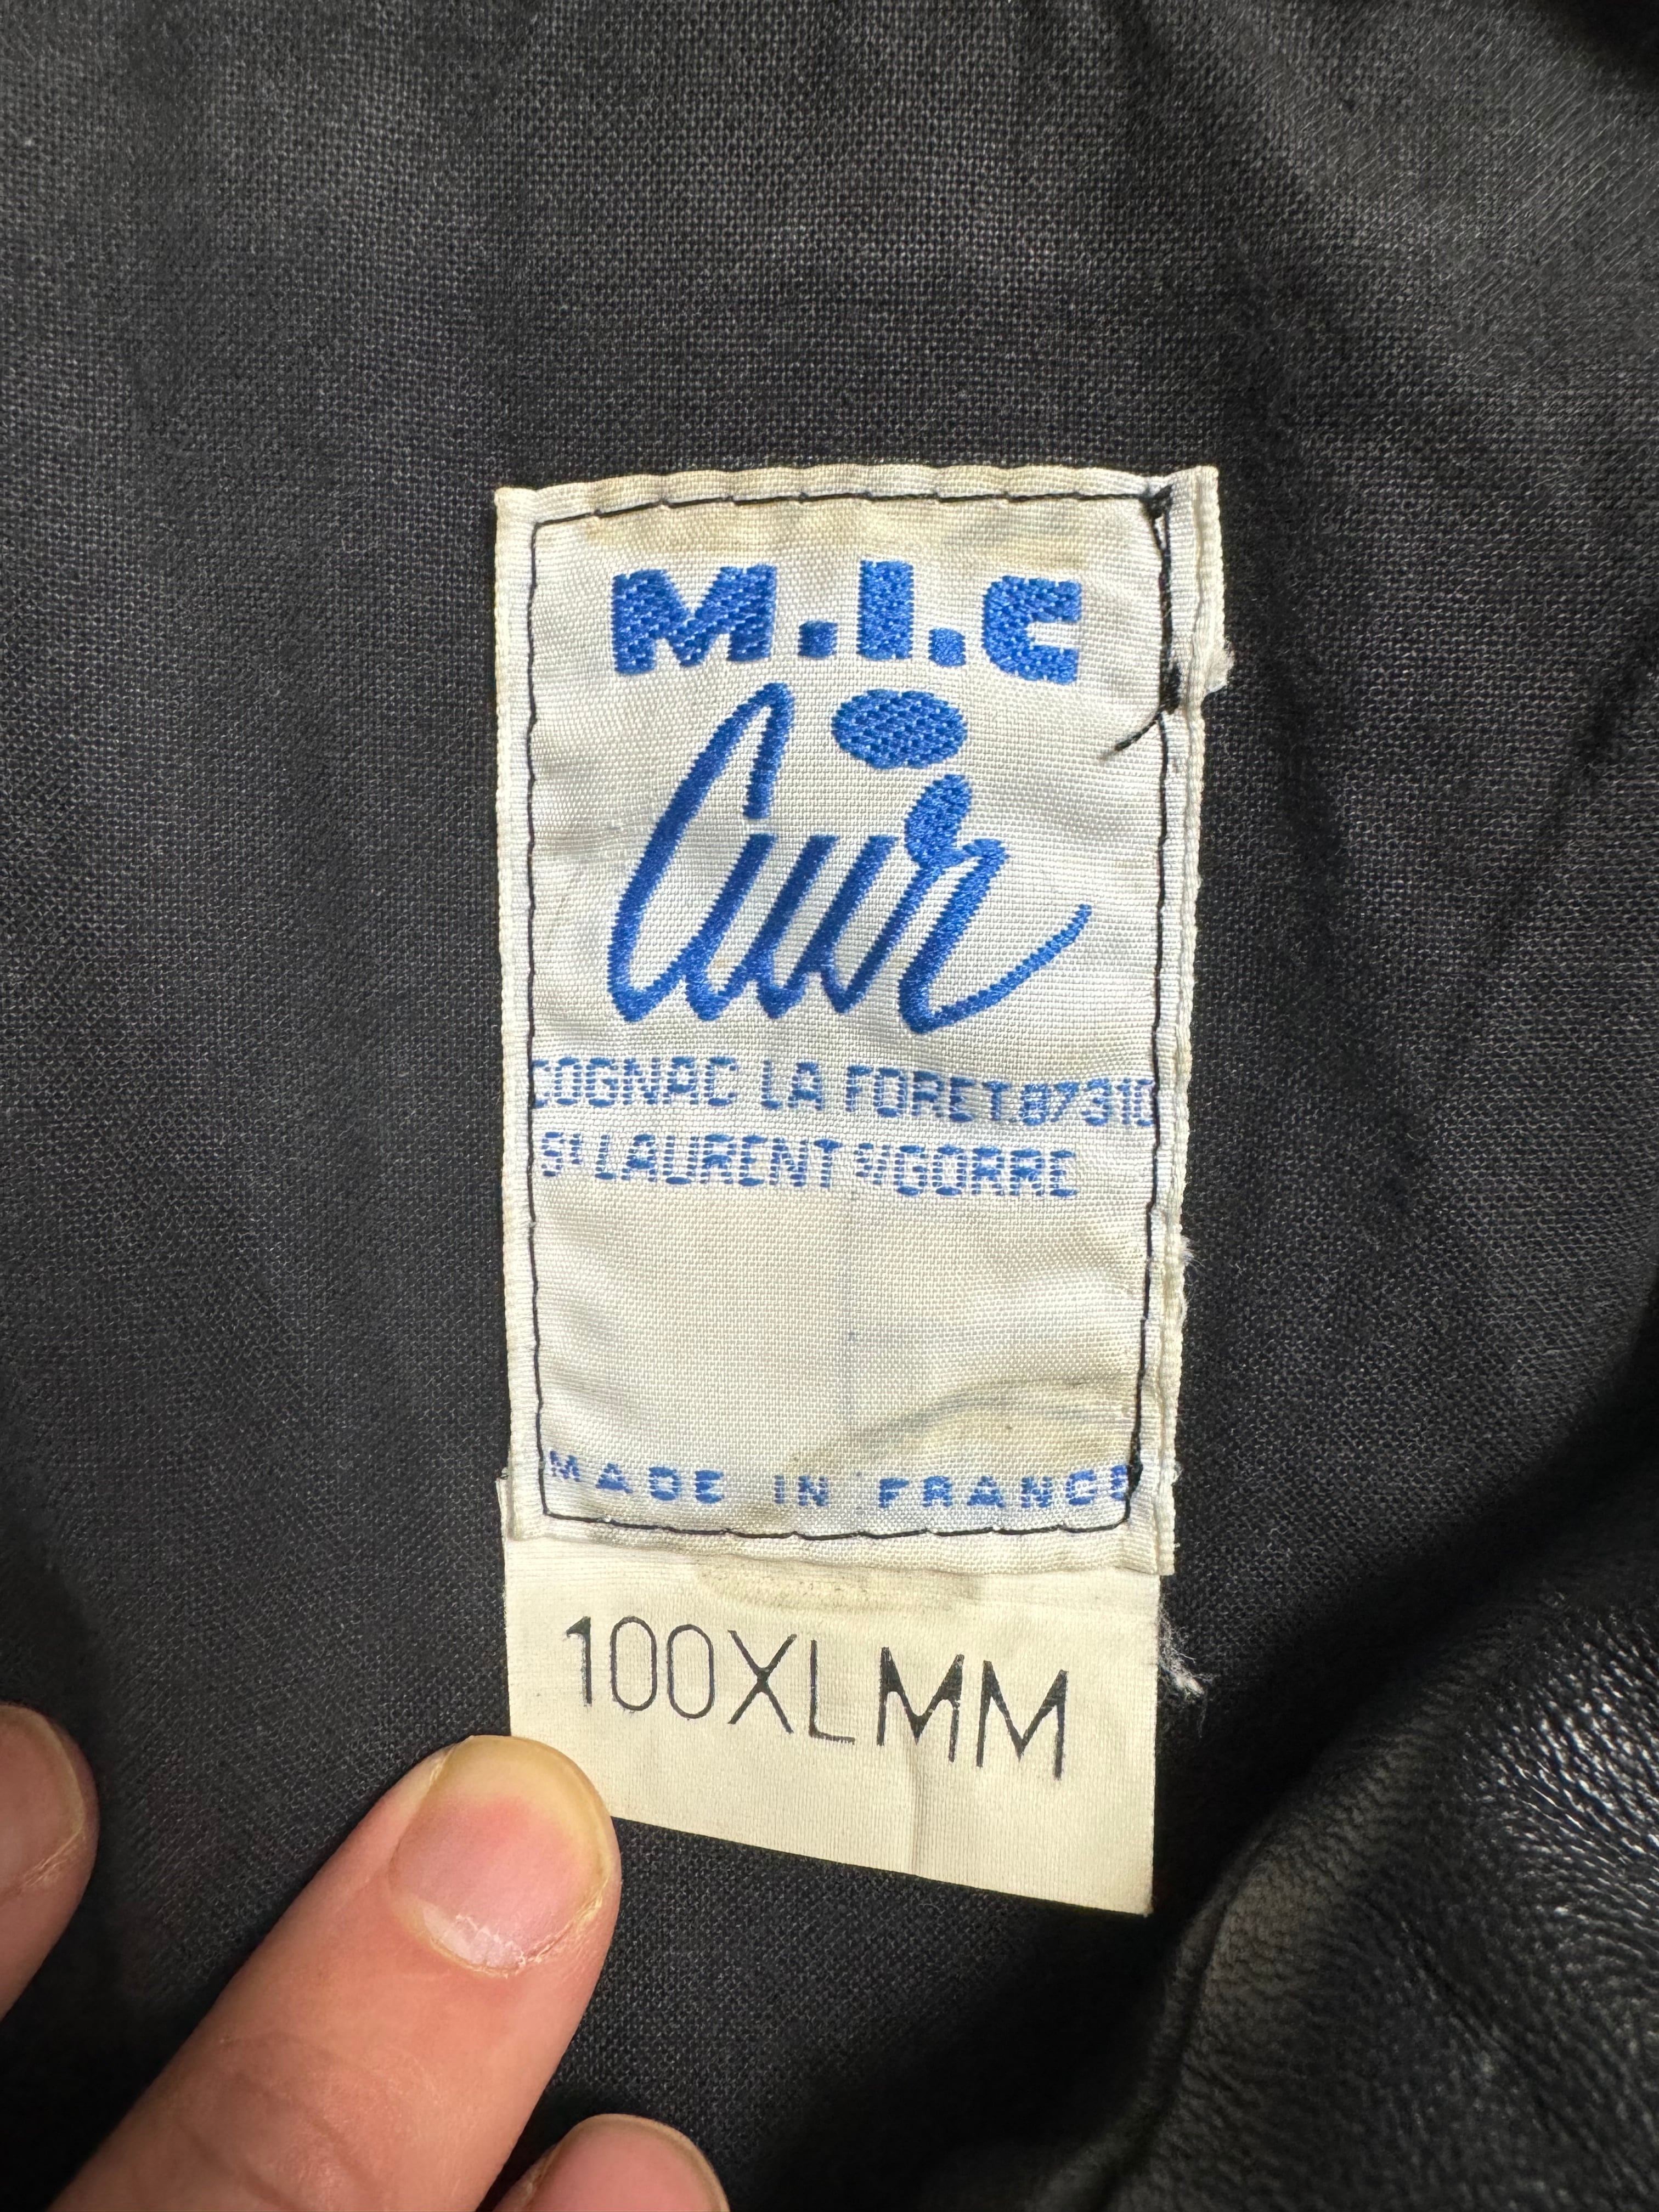 M.I.C
Cuir
COGNAC LA FORET.87310
St LAURENT s/GORRE
MADE IN FRANCE
100XLMM